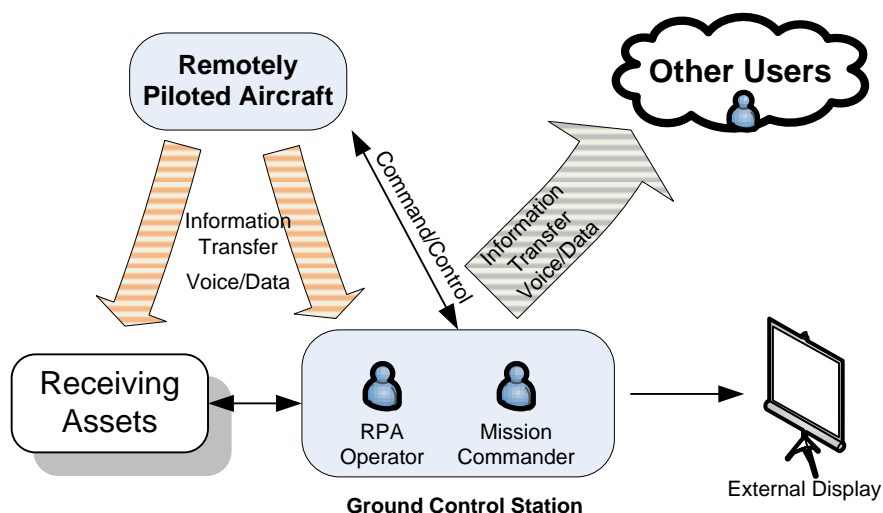 Remotely
Piloted Aircraft
Other Users
Information
Transfer
Voice/Data
Command/Control
Information
Transfer
Voice/Data
Receiving
Assets
RPA
Operator
Mission
Commander
External Display
Ground Control Station